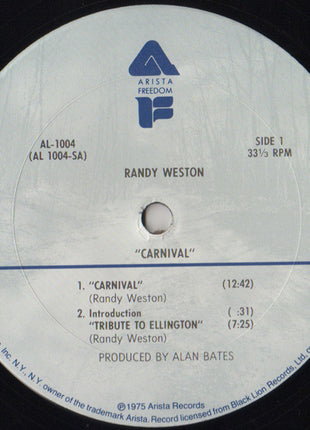 ARISTA
FREEDOM
F
AL-1004
(AL 1004-SA)
SIDE 1
33⅓ RPM
RANDY WESTON
"CARNIVAL"
1. "CARNIVAL" (12:42)
(Randy Weston)
2. Introduction ( :31)
"TRIBUTE TO ELLINGTON" (7:25)
(Randy Weston)
PRODUCED BY ALAN BATES
℗1975 Arista Records
Inc. N.Y., N.Y. owner of the trademark Arista. Record licensed from Black Lion Records, Ltd.